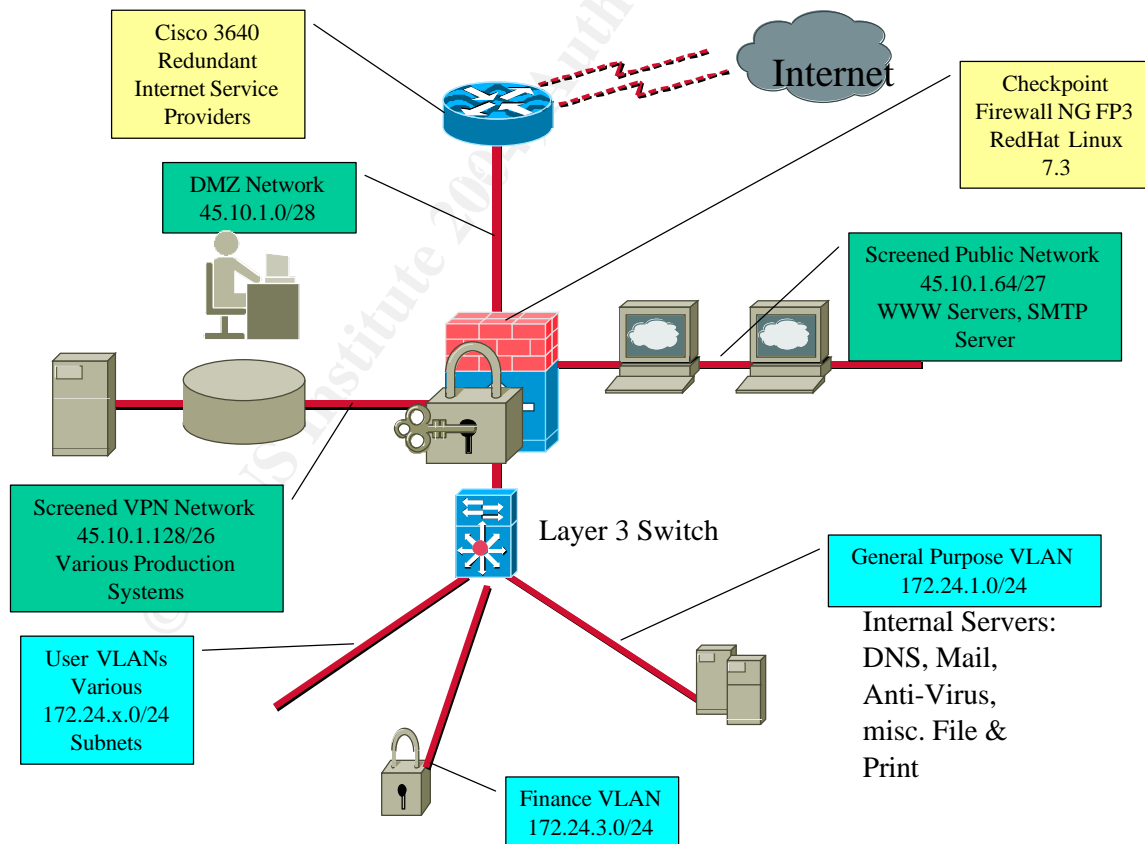 Cisco 3640
Redundant
Internet Service
Providers
Internet
Checkpoint
Firewall NG FP3
RedHat Linux
7.3
DMZ Network
45.10.1.0/28
Screened Public Network
45.10.1.64/27
WWW Servers, SMTP
Server
Screened VPN Network
45.10.1.128/26
Various Production
Systems
Layer 3 Switch
General Purpose VLAN
172.24.1.0/24
Internal Servers:
DNS, Mail,
Anti-Virus,
misc. File &
Print
User VLANs
Various
172.24.x.0/24
Subnets
Finance VLAN
172.24.3.0/24